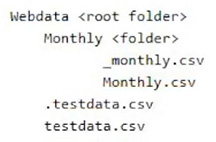 Webdata <root folder>
Monthly <folder>
_monthly.csv
Monthly.csv
.testdata.csv
testdata.csv